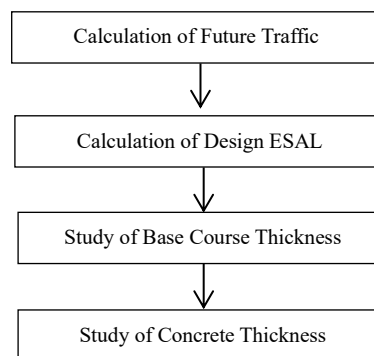 Calculation of Future Traffic
Calculation of Design ESAL
Study of Base Course Thickness
Study of Concrete Thickness